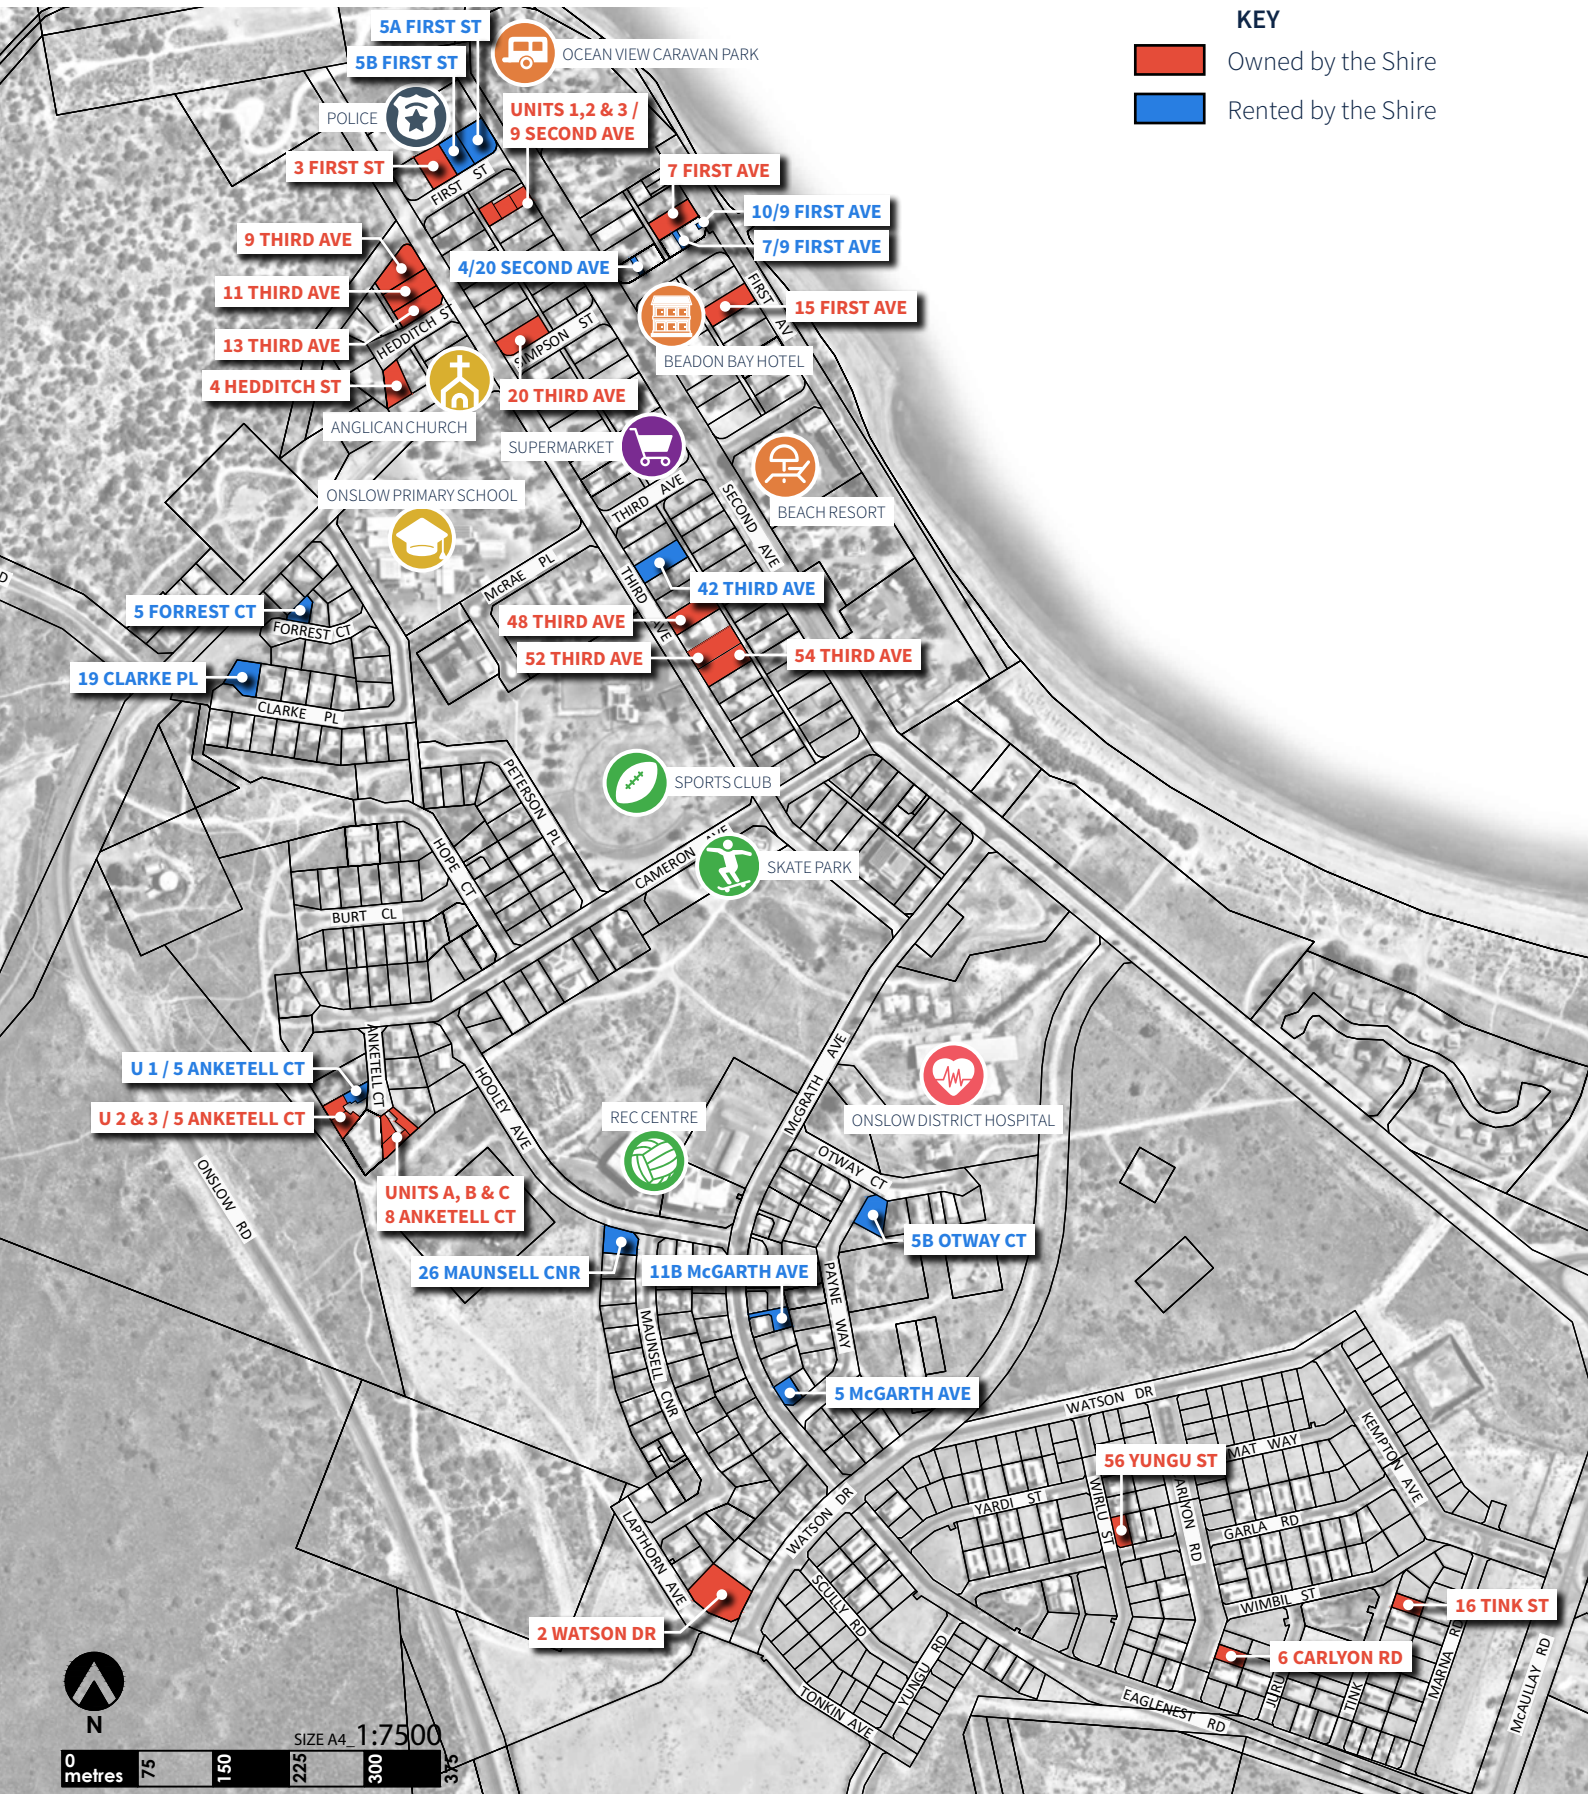 KEY
Owned by the Shire
Rented by the Shire
5A FIRST ST
5B FIRST ST
OCEAN VIEW CARAVAN PARK
POLICE
UNITS 1,2 & 3 /
9 SECOND AVE
3 FIRST ST
FIRST ST
7 FIRST AVE
10/9 FIRST AVE
7/9 FIRST AVE
9 THIRD AVE
4/20 SECOND AVE
11 THIRD AVE
FIRST AV
15 FIRST AVE
13 THIRD AVE
HEDDITCH ST
SIMPSON ST
BEADON BAY HOTEL
4 HEDDITCH ST
20 THIRD AVE
ANGLICAN CHURCH
SUPERMARKET
ONSLOW PRIMARY SCHOOL
THIRD AVE
SECOND AVE
BEACH RESORT
McRAE PL
D
THIRD AVE
42 THIRD AVE
5 FORREST CT
FORREST CT
48 THIRD AVE
52 THIRD AVE
54 THIRD AVE
19 CLARKE PL
CLARKE PL
PETERSON PL
SPORTS CLUB
HOPE CT
CAMERON AVE
SKATE PARK
BURT CL
ANKETELL CT
U 1 / 5 ANKETELL CT
HOOLEY AVE
McGRATH AVE
U 2 & 3 / 5 ANKETELL CT
REC CENTRE
ONSLOW DISTRICT HOSPITAL
ONSLOW RD
OTWAY CT
UNITS A, B & C
8 ANKETELL CT
5B OTWAY CT
26 MAUNSELL CNR
11B McGARTH AVE
PAYNE WAY
MAUNSELL CNR
5 McGARTH AVE
WATSON DR
KEMPTON AVE
MAT WAY
56 YUNGU ST
YARDI ST
WIRLU ST
ARLYON RD
GARLA RD
WATSON DR
LAPTHORN AVE
SCULLY RD
WIMBIL ST
16 TINK ST
2 WATSON DR
6 CARLYON RD
YUNGU RD
JURU
TINK
MARNA RD
McAULLAY RD
TONKIN AVE
EAGLENEST RD
N
SIZE A4_1:7500
0 75 150 225 300 375
metres